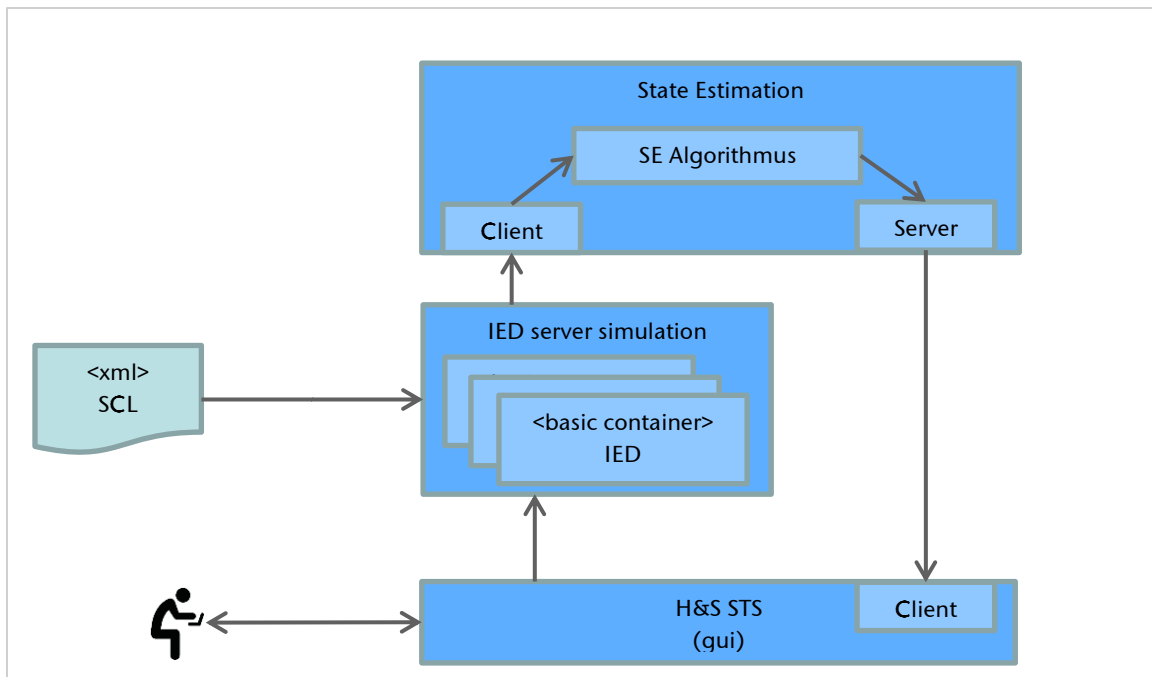 State Estimation
SE Algorithmus
Client
Server
IED server simulation
<xml>
SCL
<basic container>
IED
H&S STS
(gui)
Client